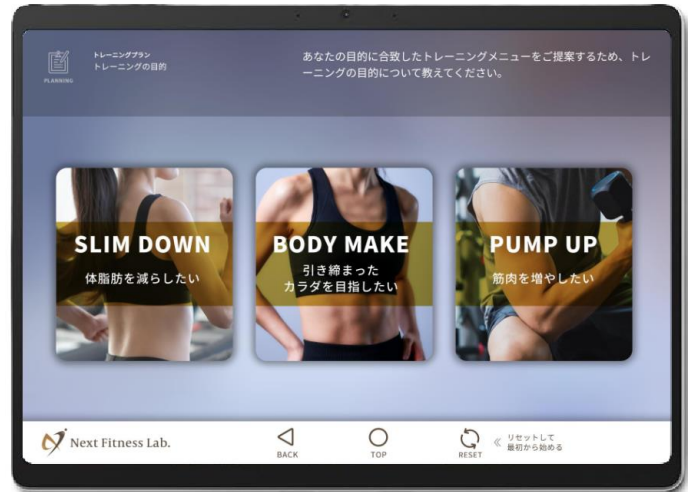 トレーニングプラン
トレーニングの目的
PLANNING
あなたの目的に合致したトレーニングメニューをご提案するため、トレ
ーニングの目的について教えてください。
SLIM DOWN
体脂肪を減らしたい
BODY MAKE
引き締まった
カラダを目指したい
PUMP UP
筋肉を増やしたい
Next Fitness Lab.
BACK
TOP
RESET
《 リセットして
最初から始める